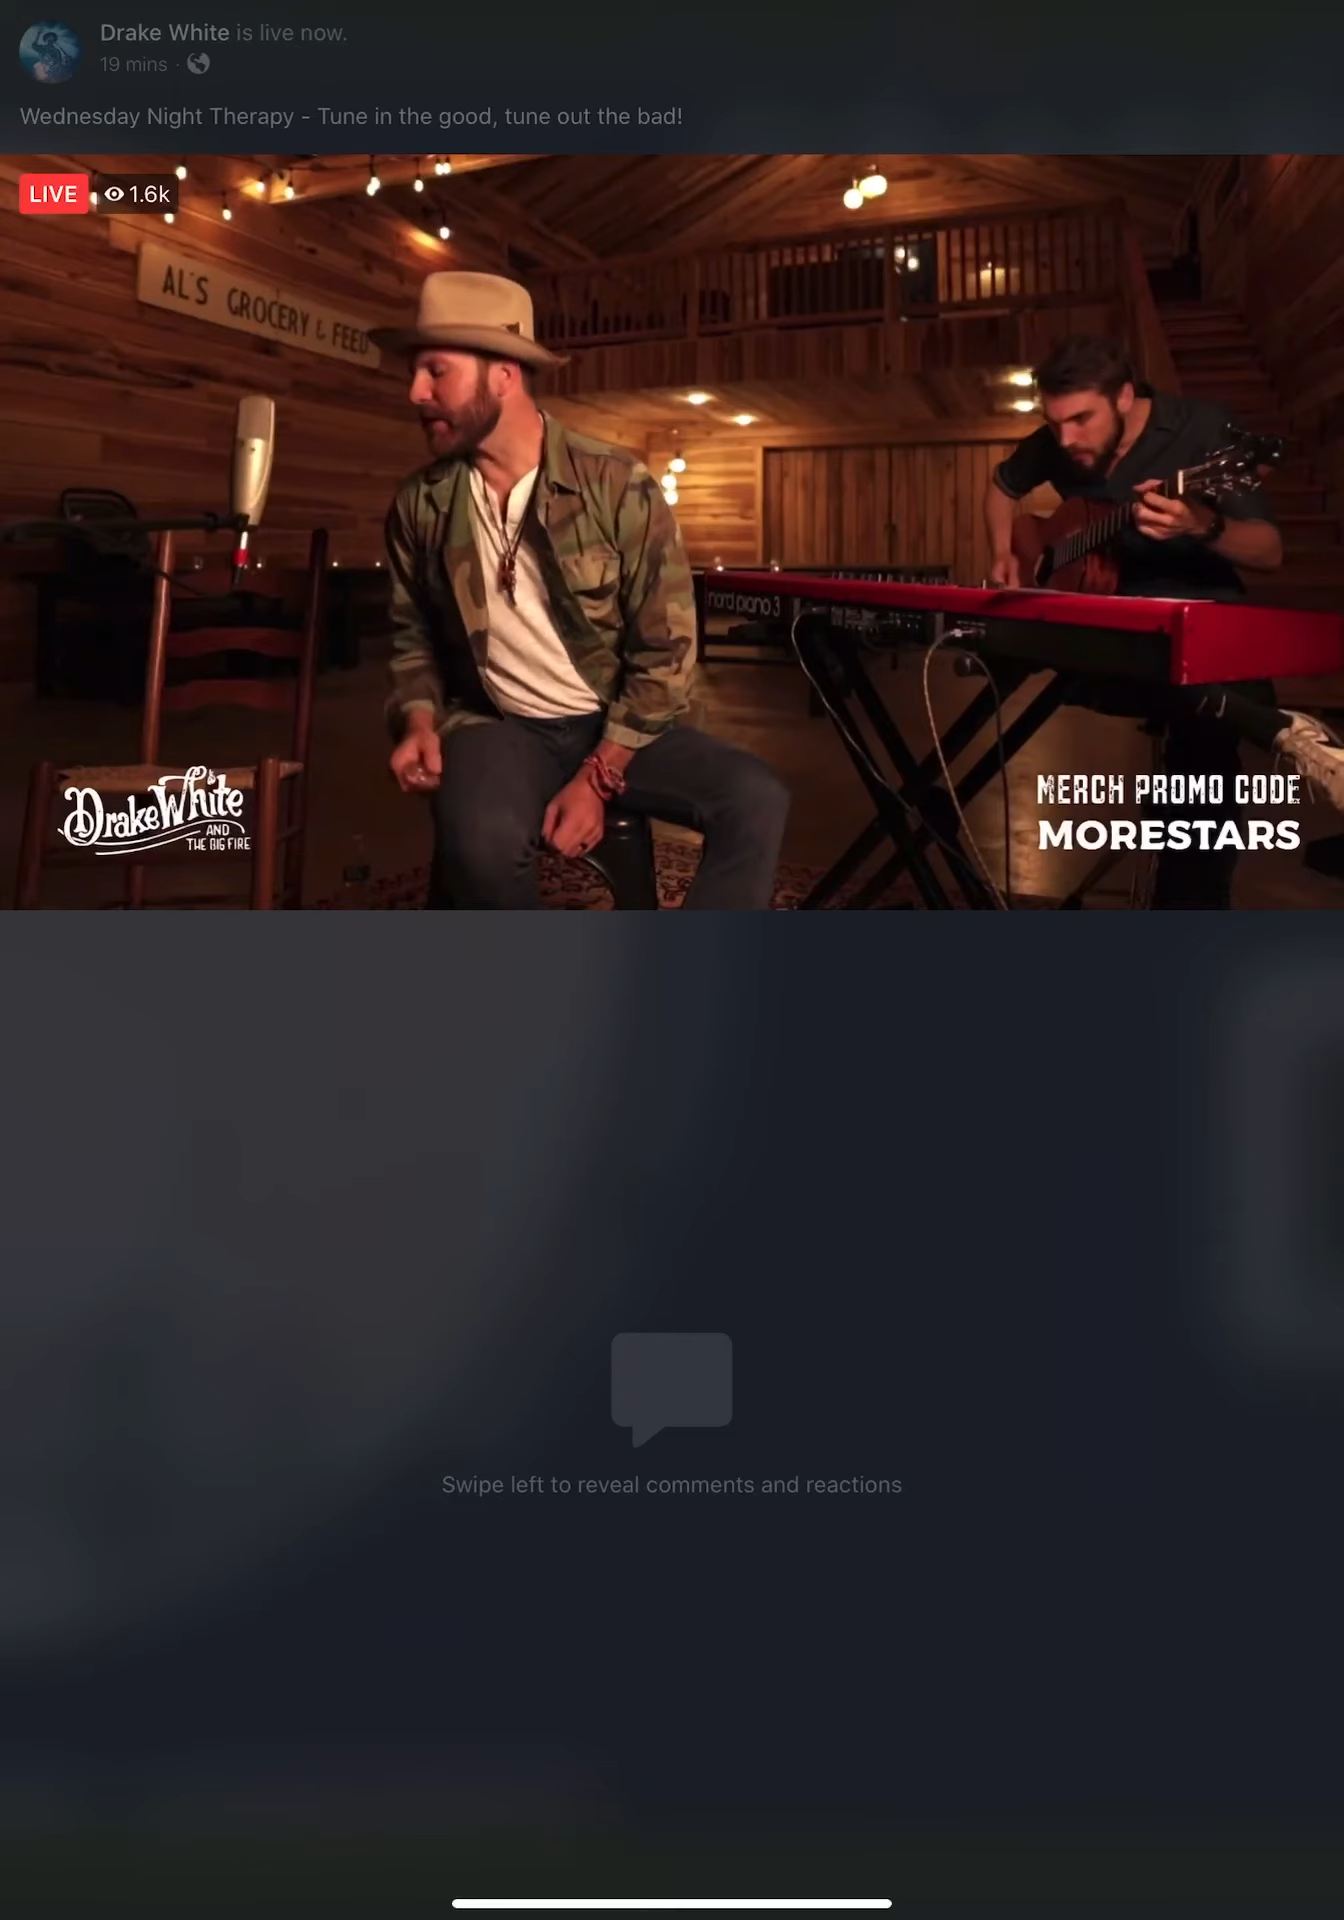 Drake White is live now.
19 mins ·
Wednesday Night Therapy - Tune in the good, tune out the bad!
LIVE 1.6k
AL'S GROCERY & FEED
nord piano 3
Drake White
AND
THE BIG FIRE
MERCH PROMO CODE
MORESTARS
Swipe left to reveal comments and reactions